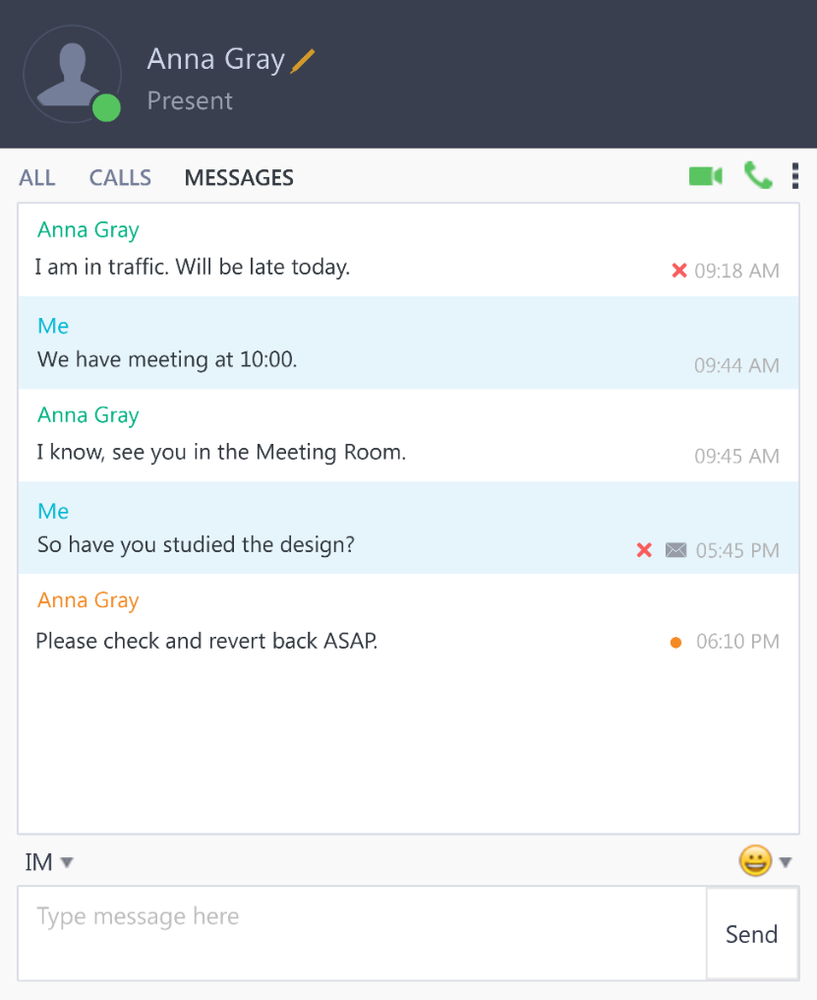 Anna Gray
Present
ALL CALLS MESSAGES
Anna Gray
I am in traffic. Will be late today.
09:18 AM
Me
We have meeting at 10:00.
09:44 AM
Anna Gray
I know, see you in the Meeting Room.
09:45 AM
Me
So have you studied the design?
05:45 PM
Anna Gray
Please check and revert back ASAP.
06:10 PM
IM
Type message here
Send